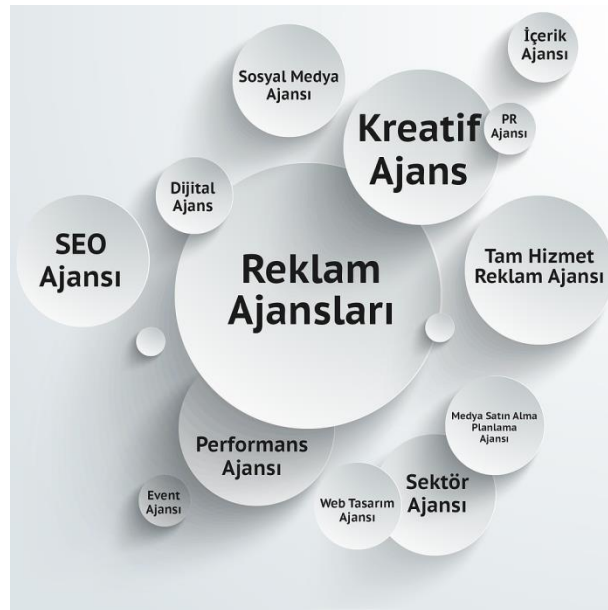 İçerik
Ajansı
Sosyal Medya
Ajansı
Kreatif
Ajans
PR
Ajansı
Dijital
Ajans
SEO
Ajansı
Reklam
Ajansları
Tam Hizmet
Reklam Ajansı
Medya Satın Alma
Planlama
Ajansı
Performans
Ajansı
Sektör
Ajansı
Event
Ajansı
Web Tasarım
Ajansı